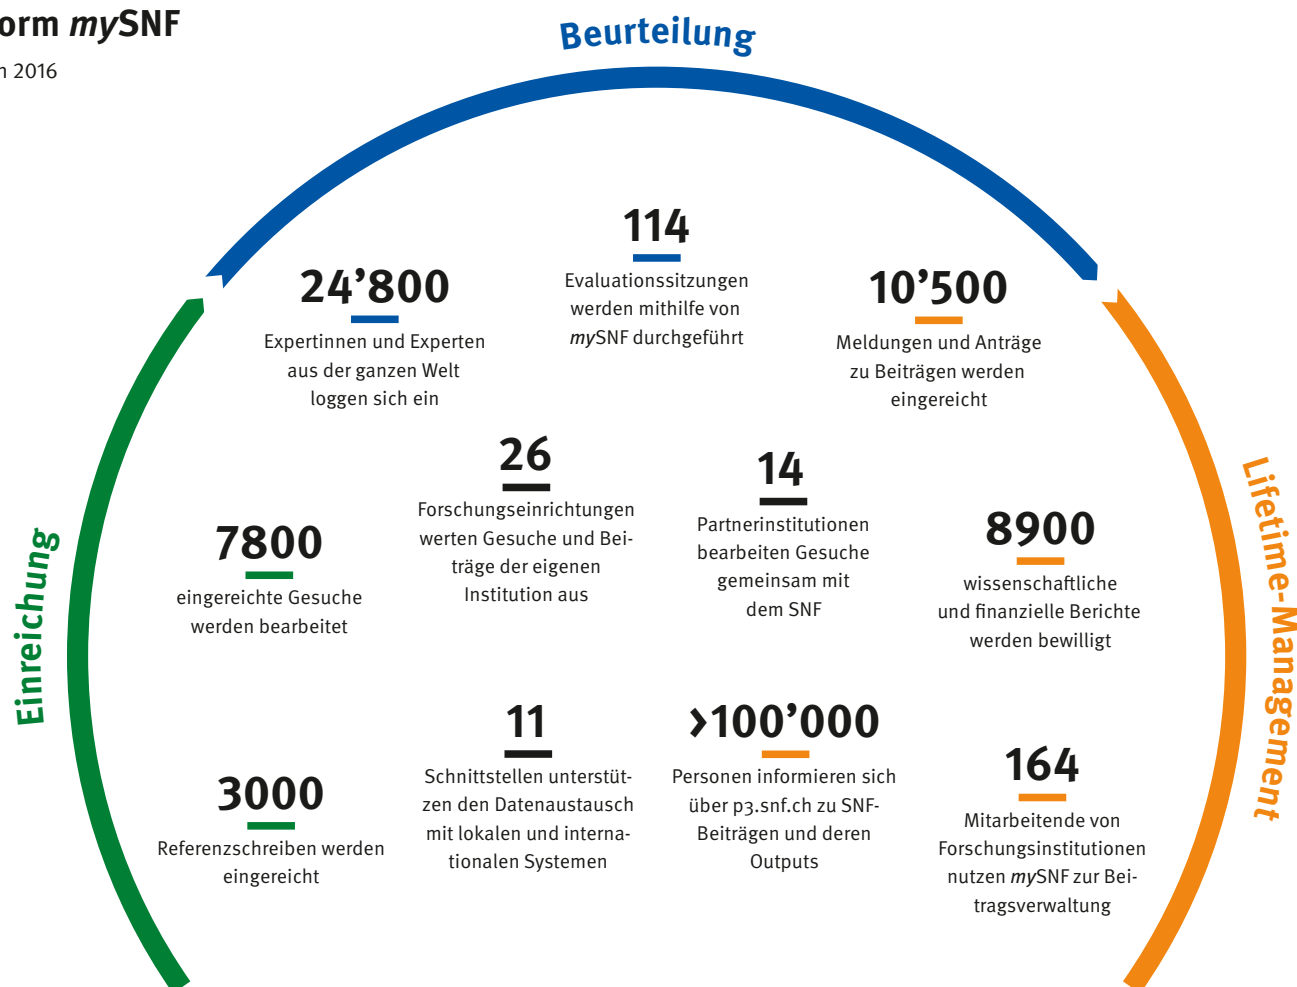 orm mySNF
n 2016
Beurteilung
114
Evaluationssitzungen
werden mithilfe von
mySNF durchgeführt
24’800
Expertinnen und Experten
aus der ganzen Welt
loggen sich ein
10’500
Meldungen und Anträge
zu Beiträgen werden
eingereicht
26
Forschungseinrichtungen
werten Gesuche und Bei-
träge der eigenen
Institution aus
14
Partnerinstitutionen
bearbeiten Gesuche
gemeinsam mit
dem SNF
Einreichung
7800
eingereichte Gesuche
werden bearbeitet
8900
wissenschaftliche
und finanzielle Berichte
werden bewilligt
Lifetime-Management
3000
Referenzschreiben werden
eingereicht
11
Schnittstellen unterstüt-
zen den Datenaustausch
mit lokalen und interna-
tionalen Systemen
>100’000
Personen informieren sich
über p3.snf.ch zu SNF-
Beiträgen und deren
Outputs
164
Mitarbeitende von
Forschungsinstitutionen
nutzen mySNF zur Bei-
tragsverwaltung